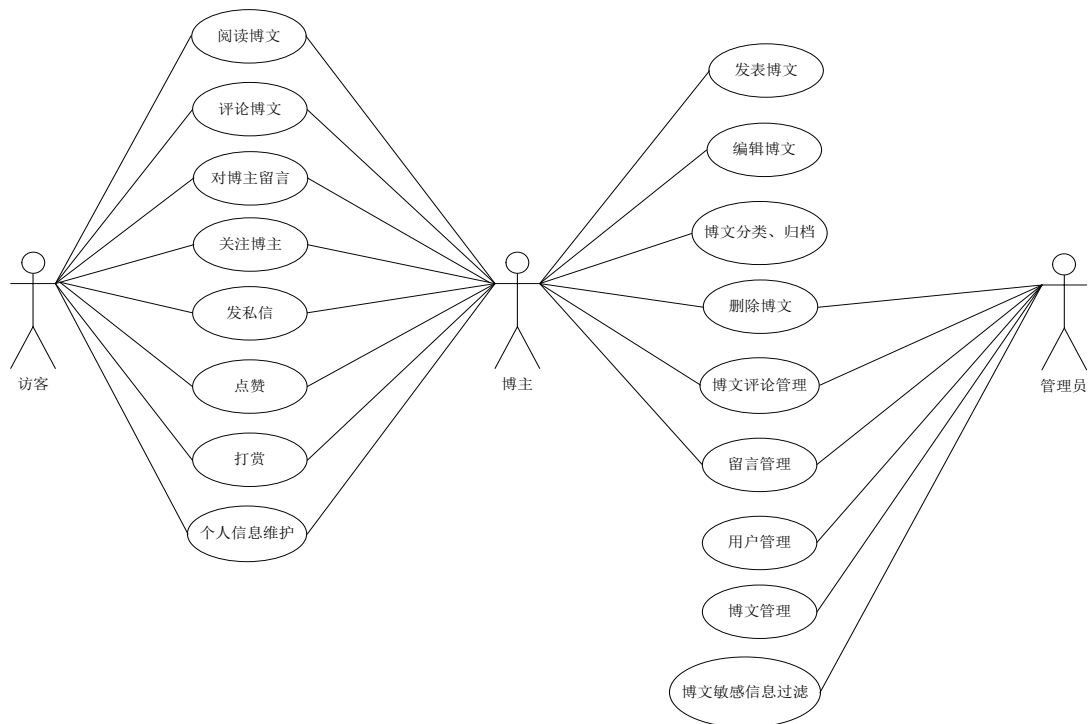 阅读博文
评论博文
对博主留言
关注博主
发私信
点赞
打赏
个人信息维护
访客
博主
发表博文
编辑博文
博文分类、归档
删除博文
博文评论管理
留言管理
用户管理
博文管理
博文敏感信息过滤
管理员